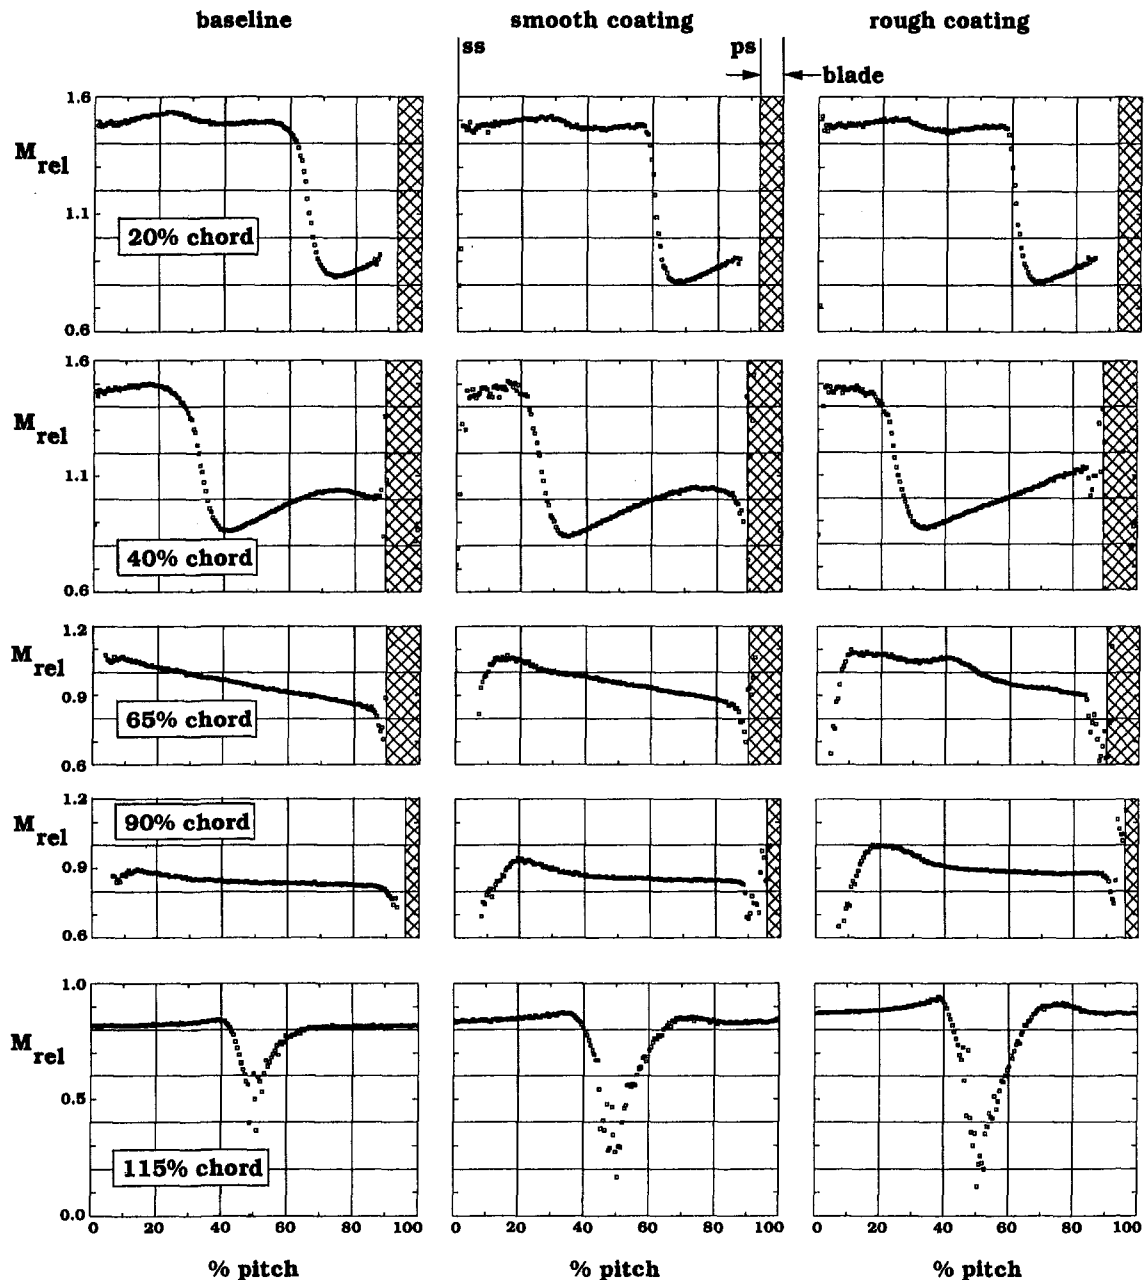 baseline smooth coating rough coating
ss ps
blade
1.6
M rel
1.1
20% chord
0.6
1.6
M rel
1.1
40% chord
0.6
1.2
M rel
0.9
65% chord
0.6
1.2
90% chord
M rel
0.9
0.6
1.0
M rel
0.5
115% chord
0.0
0 20 40 60 80 100 0 20 40 60 80 100 0 20 40 60 80 100
% pitch % pitch % pitch